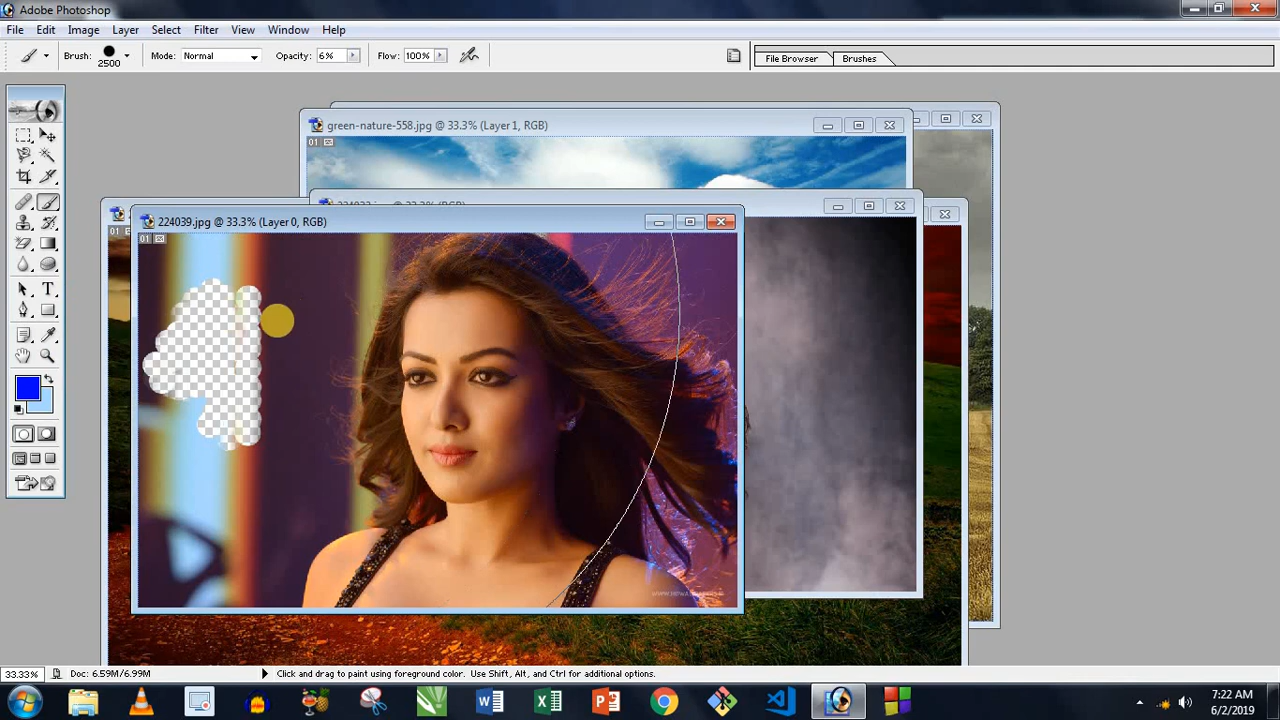 Adobe Photoshop
File Edit Image Layer Select Filter View Window Help
Brush: 2500 Mode: Normal Opacity: 6% Flow: 100% File Browser Brushes
green-nature-558.jpg @ 33.3% (Layer 1, RGB)
01
224039.jpg @ 33.3% (Layer 0, RGB)
01
01
33.33% Doc: 6.59M/6.99M Click and drag to paint using foreground color. Use Shift, Alt, and Ctrl for additional options.
7:22 AM
6/2/2019